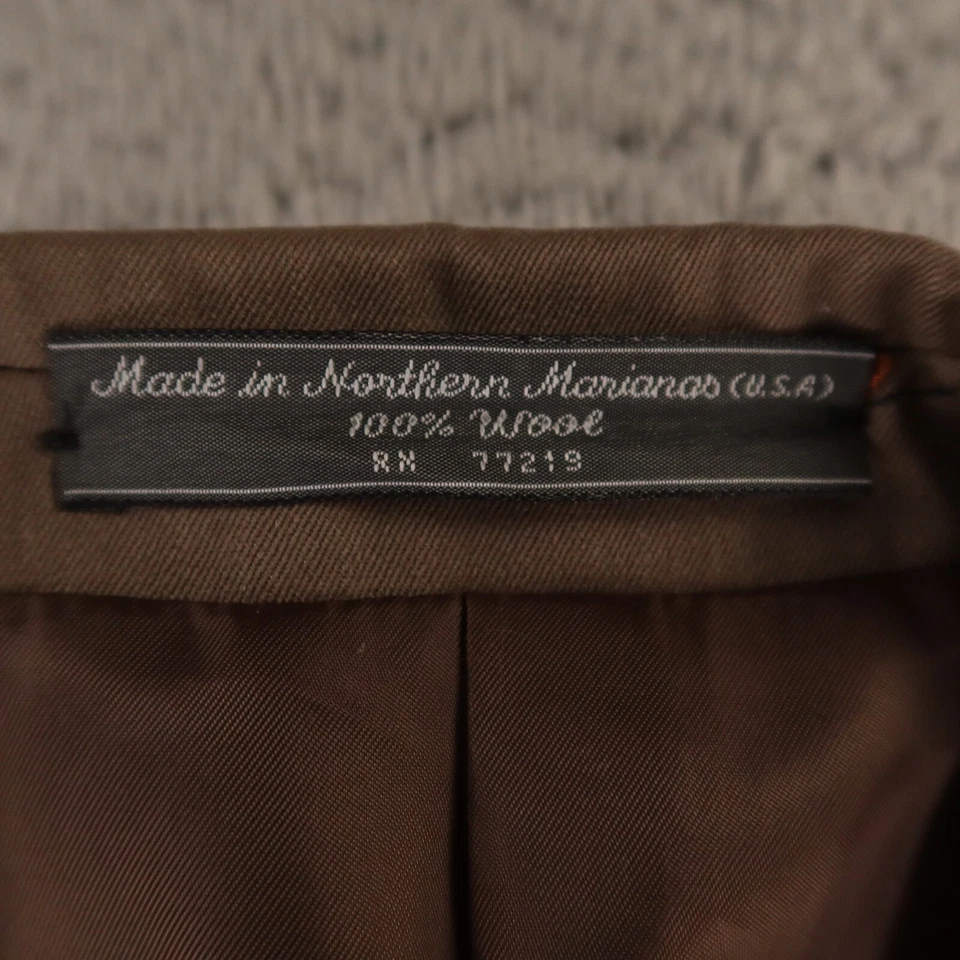 Made in Northern Marianas (U.S.A)
100% Wool
RN 77219